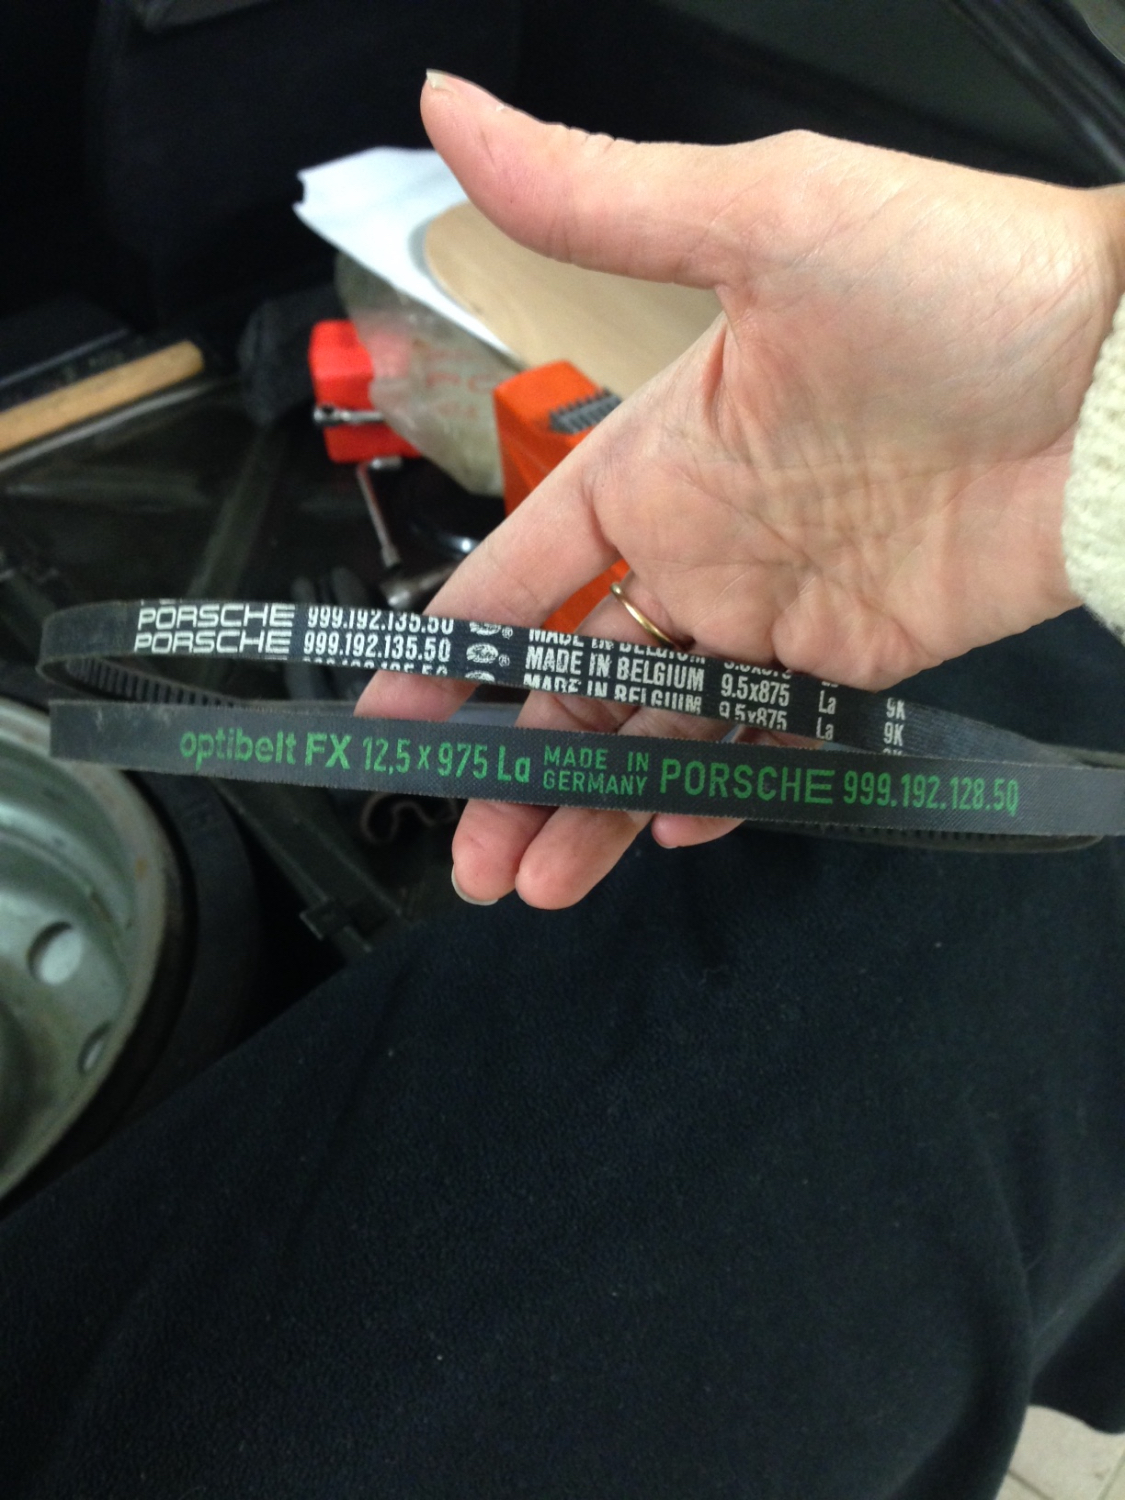 PORSCHE 999.192.135.50
PORSCHE 999.192.135.50 ® MADE IN BELGIUM 9.5x875 La 9K
MADE IN BELGIUM 9.5x875 La 9K
optibelt FX 12,5 x 975 La MADE IN GERMANY PORSCHE 999.192.128.50